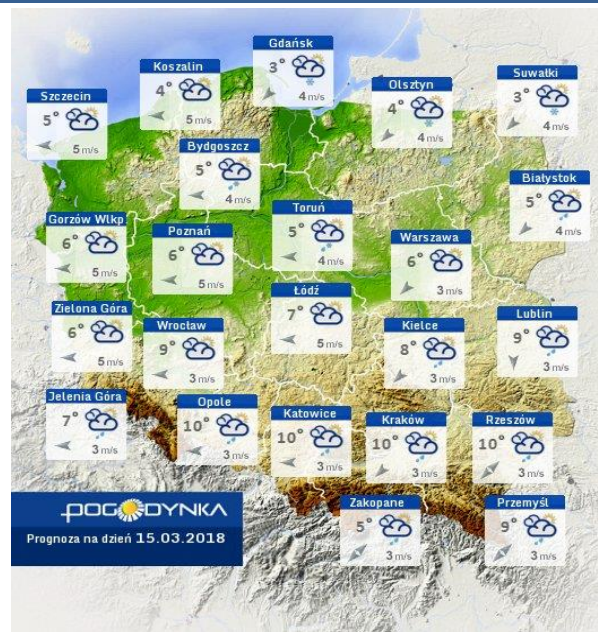 Gdańsk
3°
4 m/s
Koszalin
4°
5 m/s
Suwałki
3°
4 m/s
Olsztyn
4°
4 m/s
Szczecin
5°
5 m/s
Bydgoszcz
5°
4 m/s
Białystok
5°
4 m/s
Toruń
5°
4 m/s
Gorzów Wlkp
6°
5 m/s
Poznań
6°
5 m/s
Warszawa
6°
3 m/s
Łódź
7°
5 m/s
Zielona Góra
6°
5 m/s
Wrocław
9°
3 m/s
Kielce
8°
3 m/s
Lublin
9°
3 m/s
Jelenia Góra
7°
3 m/s
Opole
10°
3 m/s
Katowice
10°
3 m/s
Kraków
10°
3 m/s
Rzeszów
10°
3 m/s
Zakopane
5°
3 m/s
Przemyśl
9°
3 m/s
POGODYNKA
Prognoza na dzień 15.03.2018